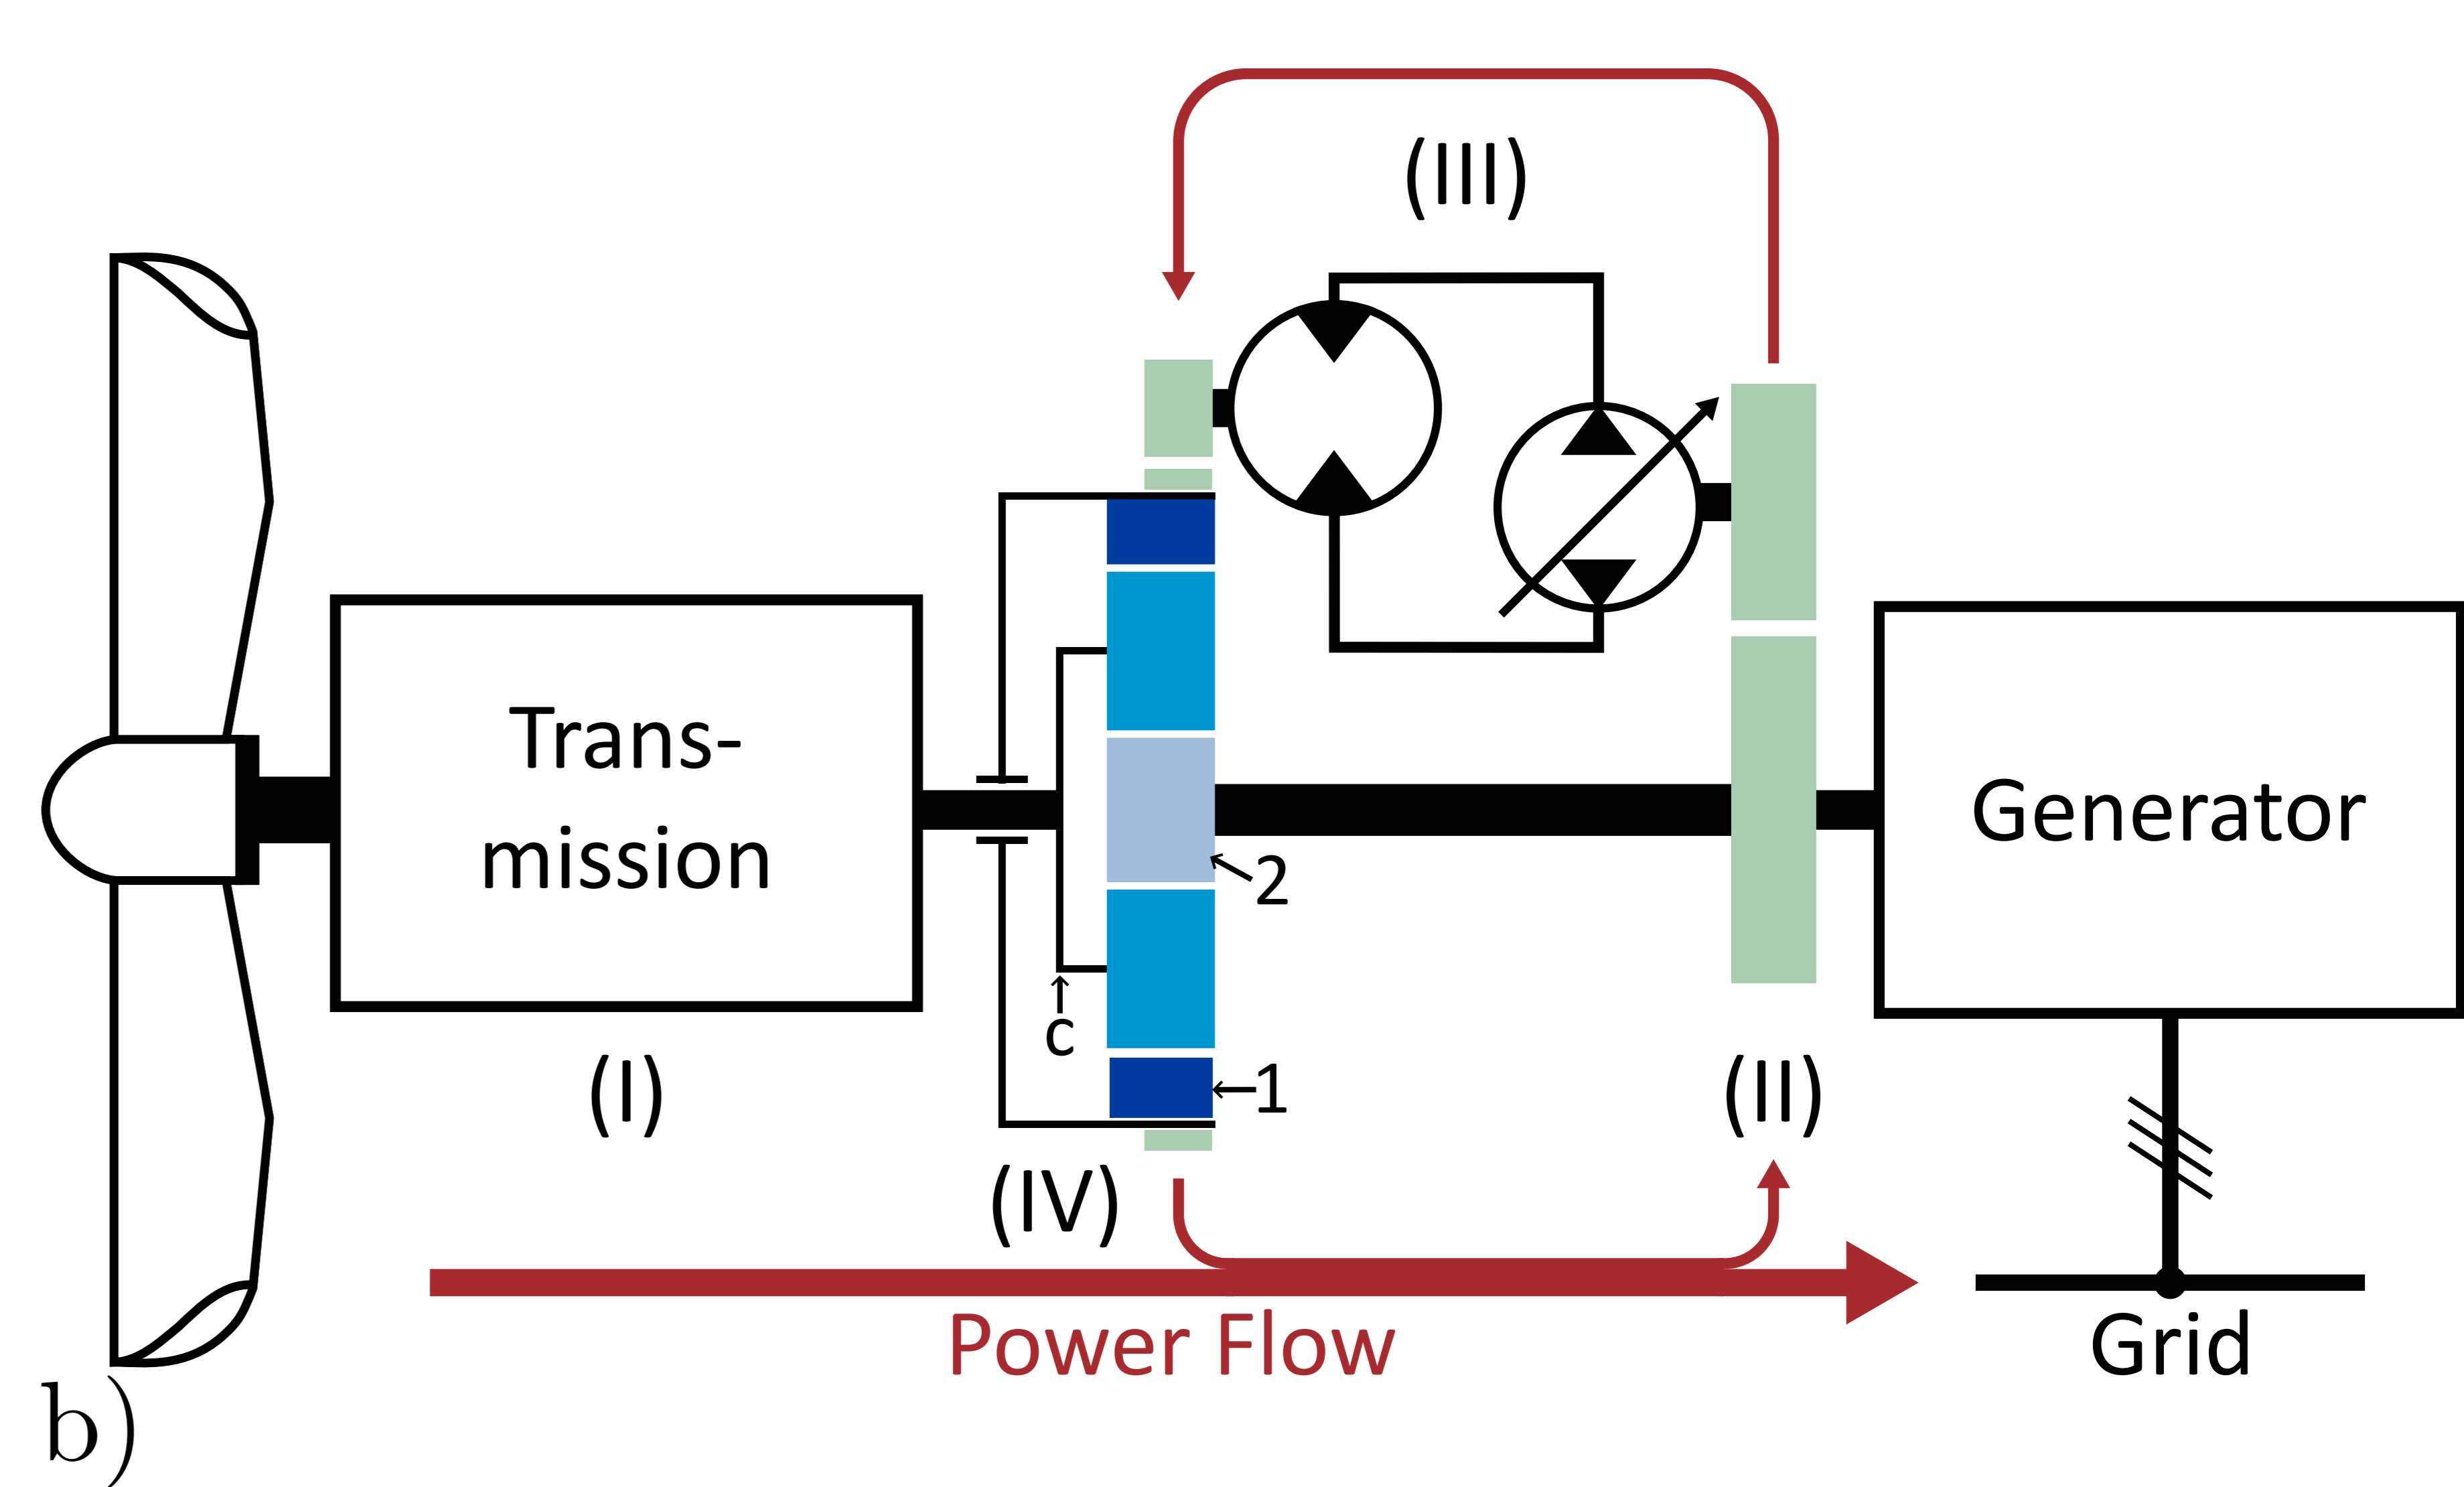 (III)
Trans-
mission
Generator
2
c
1
(I)
(II)
(IV)
Power Flow
Grid
b)